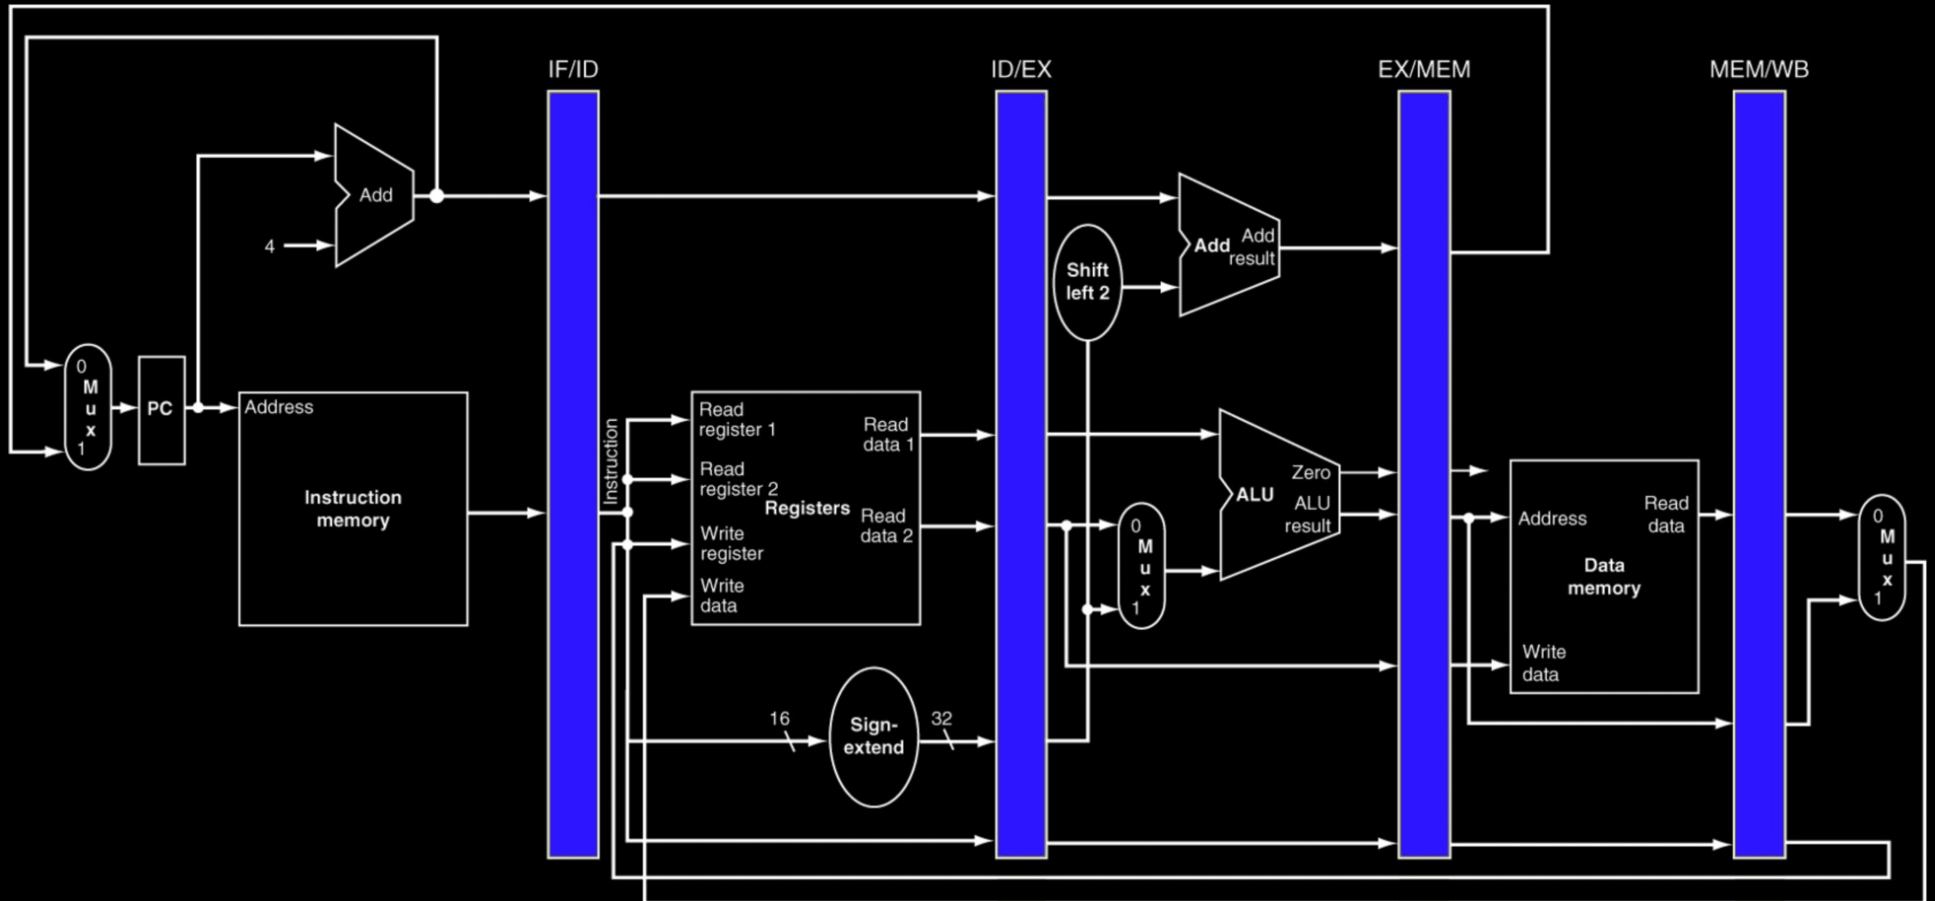 IF/ID
ID/EX
EX/MEM
MEM/WB
Add
4
Add
Add
result
Shift
left 2
0
M
u
x
1
PC
Address
Instruction
memory
Instruction
Read
register 1
Read
register 2
Write
register
Write
data
Registers
Read
data 1
Read
data 2
16
Sign-
extend
32
0
M
u
x
1
ALU
Zero
ALU
result
Address
Read
data
Data
memory
Write
data
0
M
u
x
1